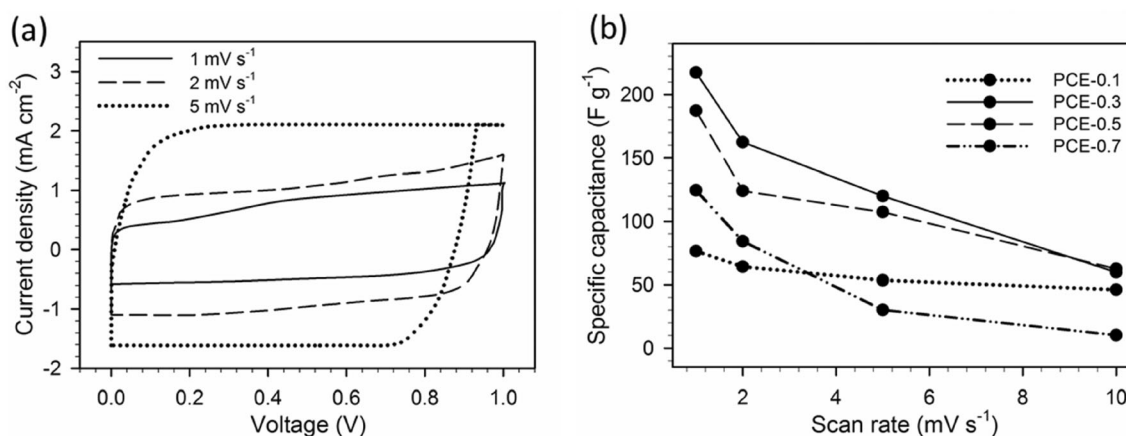 (a)
1 mV s⁻¹
2 mV s⁻¹
5 mV s⁻¹
3
2
1
0
-1
-2
Current density (mA cm⁻²)
0.0 0.2 0.4 0.6 0.8 1.0
Voltage (V)
(b)
PCE-0.1
PCE-0.3
PCE-0.5
PCE-0.7
200
150
100
50
0
Specific capacitance (F g⁻¹)
2 4 6 8 10
Scan rate (mV s⁻¹)